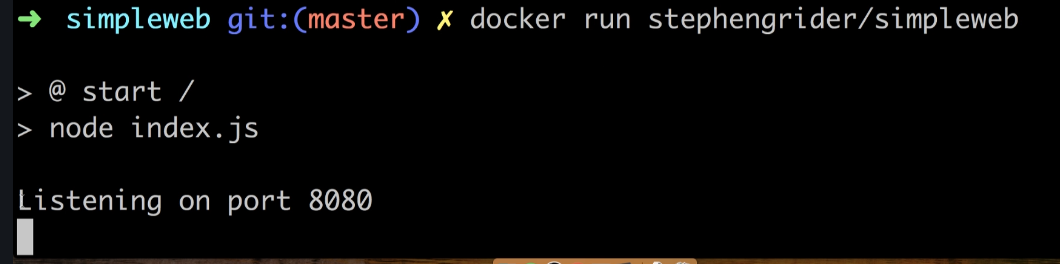 ➜ simpleweb git:(master) ✗ docker run stephengrider/simpleweb
> @ start /
> node index.js
Listening on port 8080